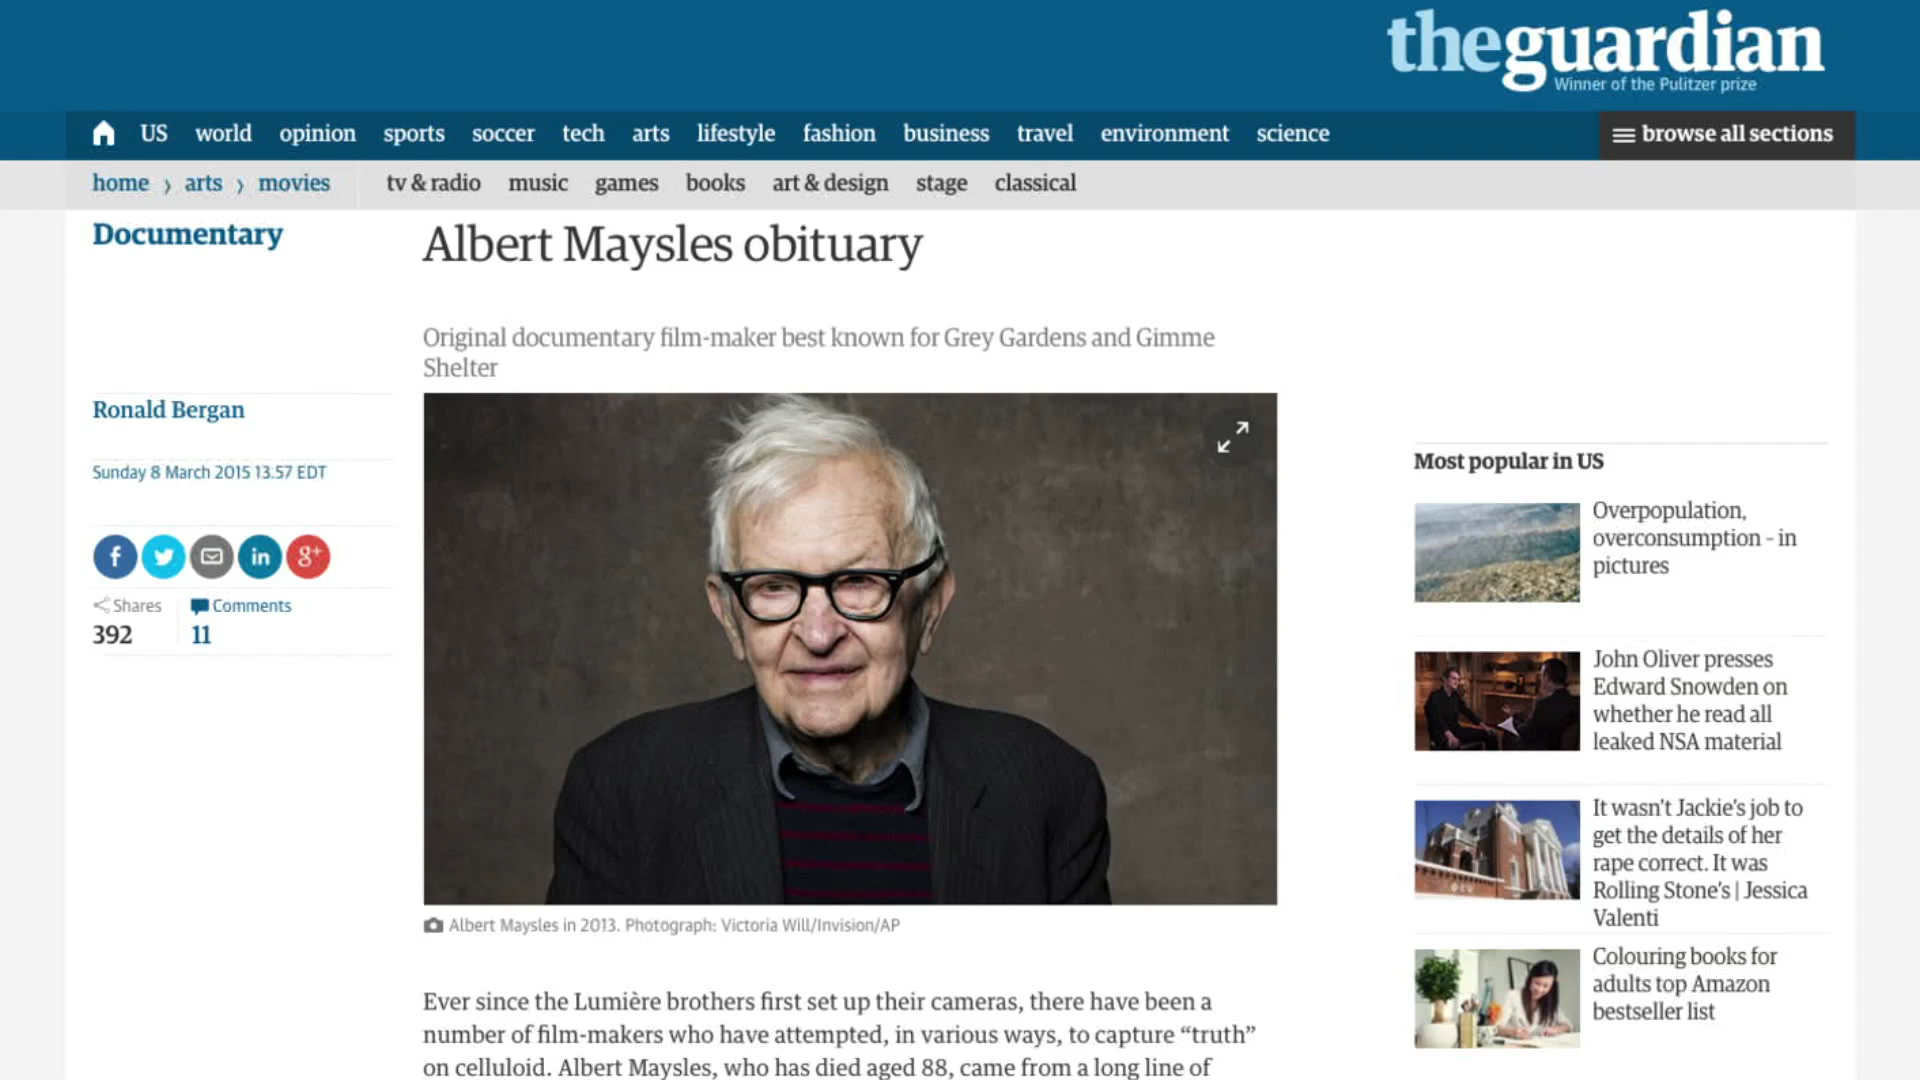 theguardian
Winner of the Pulitzer prize
US world opinion sports soccer tech arts lifestyle fashion business travel environment science
browse all sections
home › arts › movies tv & radio music games books art & design stage classical
Documentary
Albert Maysles obituary
Original documentary film-maker best known for Grey Gardens and Gimme
Shelter
Ronald Bergan
Sunday 8 March 2015 13.57 EDT
f in g+
Shares Comments
392 11
Albert Maysles in 2013. Photograph: Victoria Will/Invision/AP
Ever since the Lumière brothers first set up their cameras, there have been a
number of film-makers who have attempted, in various ways, to capture “truth”
on celluloid. Albert Maysles, who has died aged 88, came from a long line of
Most popular in US
Overpopulation,
overconsumption – in
pictures
John Oliver presses
Edward Snowden on
whether he read all
leaked NSA material
It wasn't Jackie's job to
get the details of her
rape correct. It was
Rolling Stone's | Jessica
Valenti
Colouring books for
adults top Amazon
bestseller list